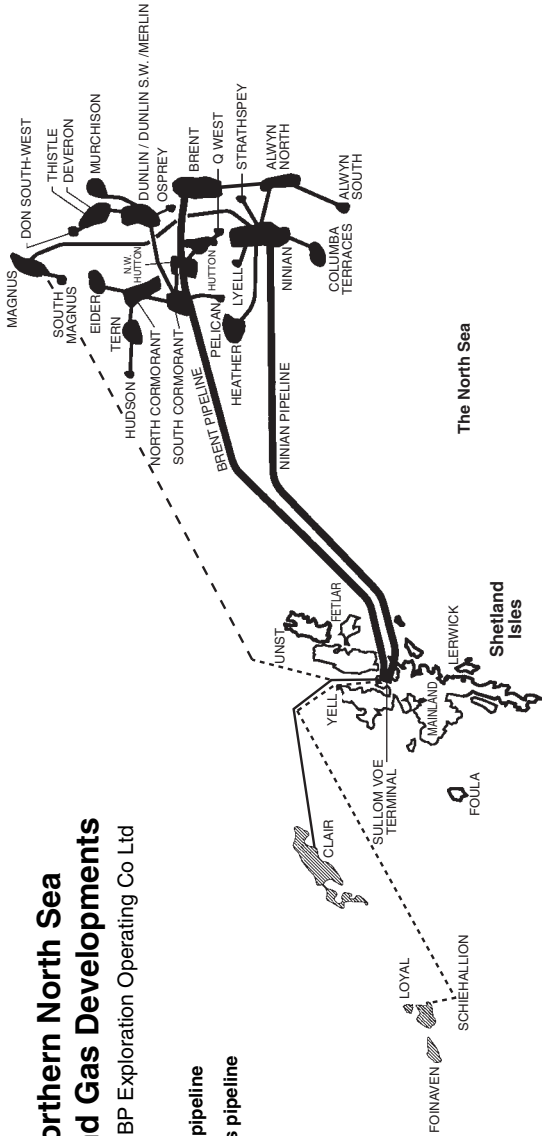 orthern North Sea
d Gas Developments
BP Exploration Operating Co Ltd
pipeline
s pipeline
MAGNUS
DON SOUTH-WEST
THISTLE
DEVERON
MURCHISON
SOUTH
MAGNUS
EIDER
TERN
HUDSON
NORTH CORMORANT
SOUTH CORMORANT
N.W.
HUTTON
HUTTON
DUNLIN / DUNLIN S.W. /MERLIN
OSPREY
BRENT
Q WEST
STRATHSPEY
ALWYN
NORTH
ALWYN
SOUTH
PELICAN
LYELL
HEATHER
NINIAN
COLUMBA
TERRACES
BRENT PIPELINE
NINIAN PIPELINE
The North Sea
UNST
FETLAR
YELL
MAINLAND
LERWICK
Shetland
Isles
SULLOM VOE
TERMINAL
FOULA
CLAIR
LOYAL
FOINAVEN
SCHIEHALLION